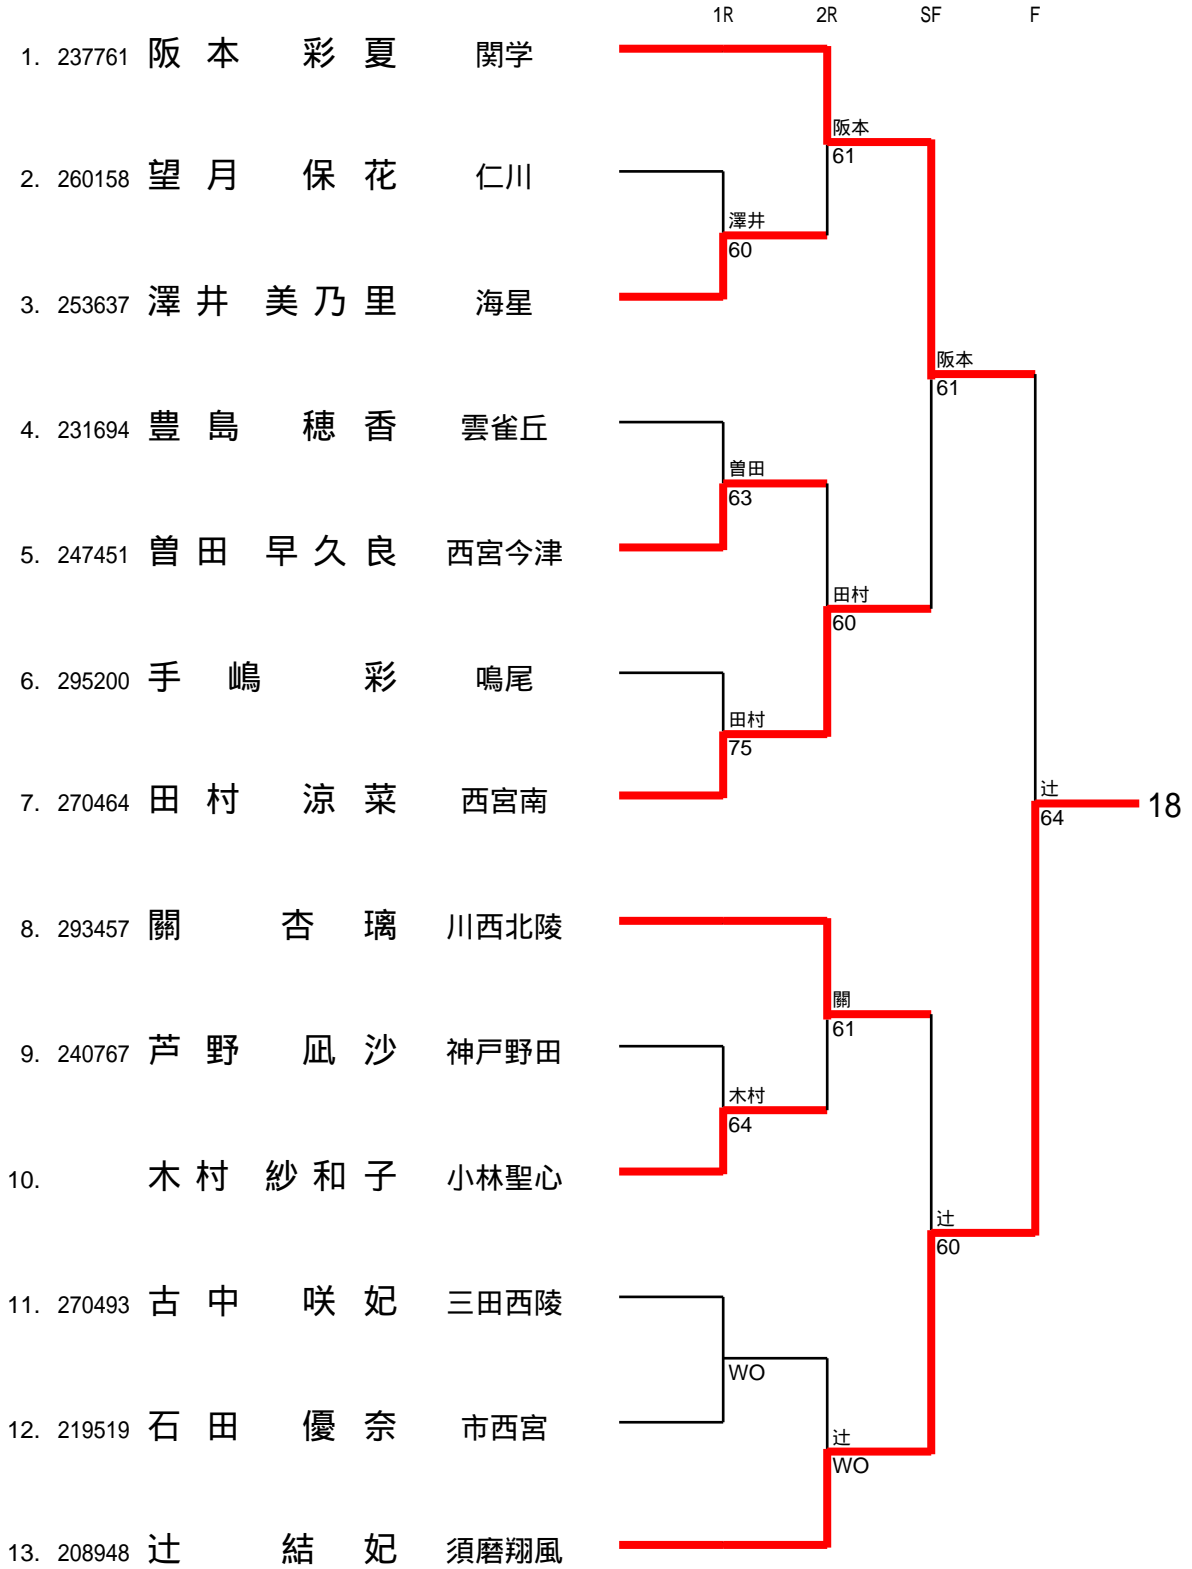 1R 2R SF F
1. 237761 阪本 彩夏 関学
阪本
61
2. 260158 望月 保花 仁川
澤井
60
3. 253637 澤井 美乃里 海星
阪本
61
4. 231694 豊島 穂香 雲雀丘
曽田
63
5. 247451 曽田 早久良 西宮今津
田村
60
6. 295200 手嶋 彩 鳴尾
田村
75
7. 270464 田村 涼菜 西宮南
辻
64
18
8. 293457 關 杏璃 川西北陵
關
61
9. 240767 芦野 凪沙 神戸野田
木村
64
10. 木村 紗和子 小林聖心
辻
60
11. 270493 古中 咲妃 三田西陵
WO
12. 219519 石田 優奈 市西宮
辻
WO
13. 208948 辻 結妃 須磨翔風